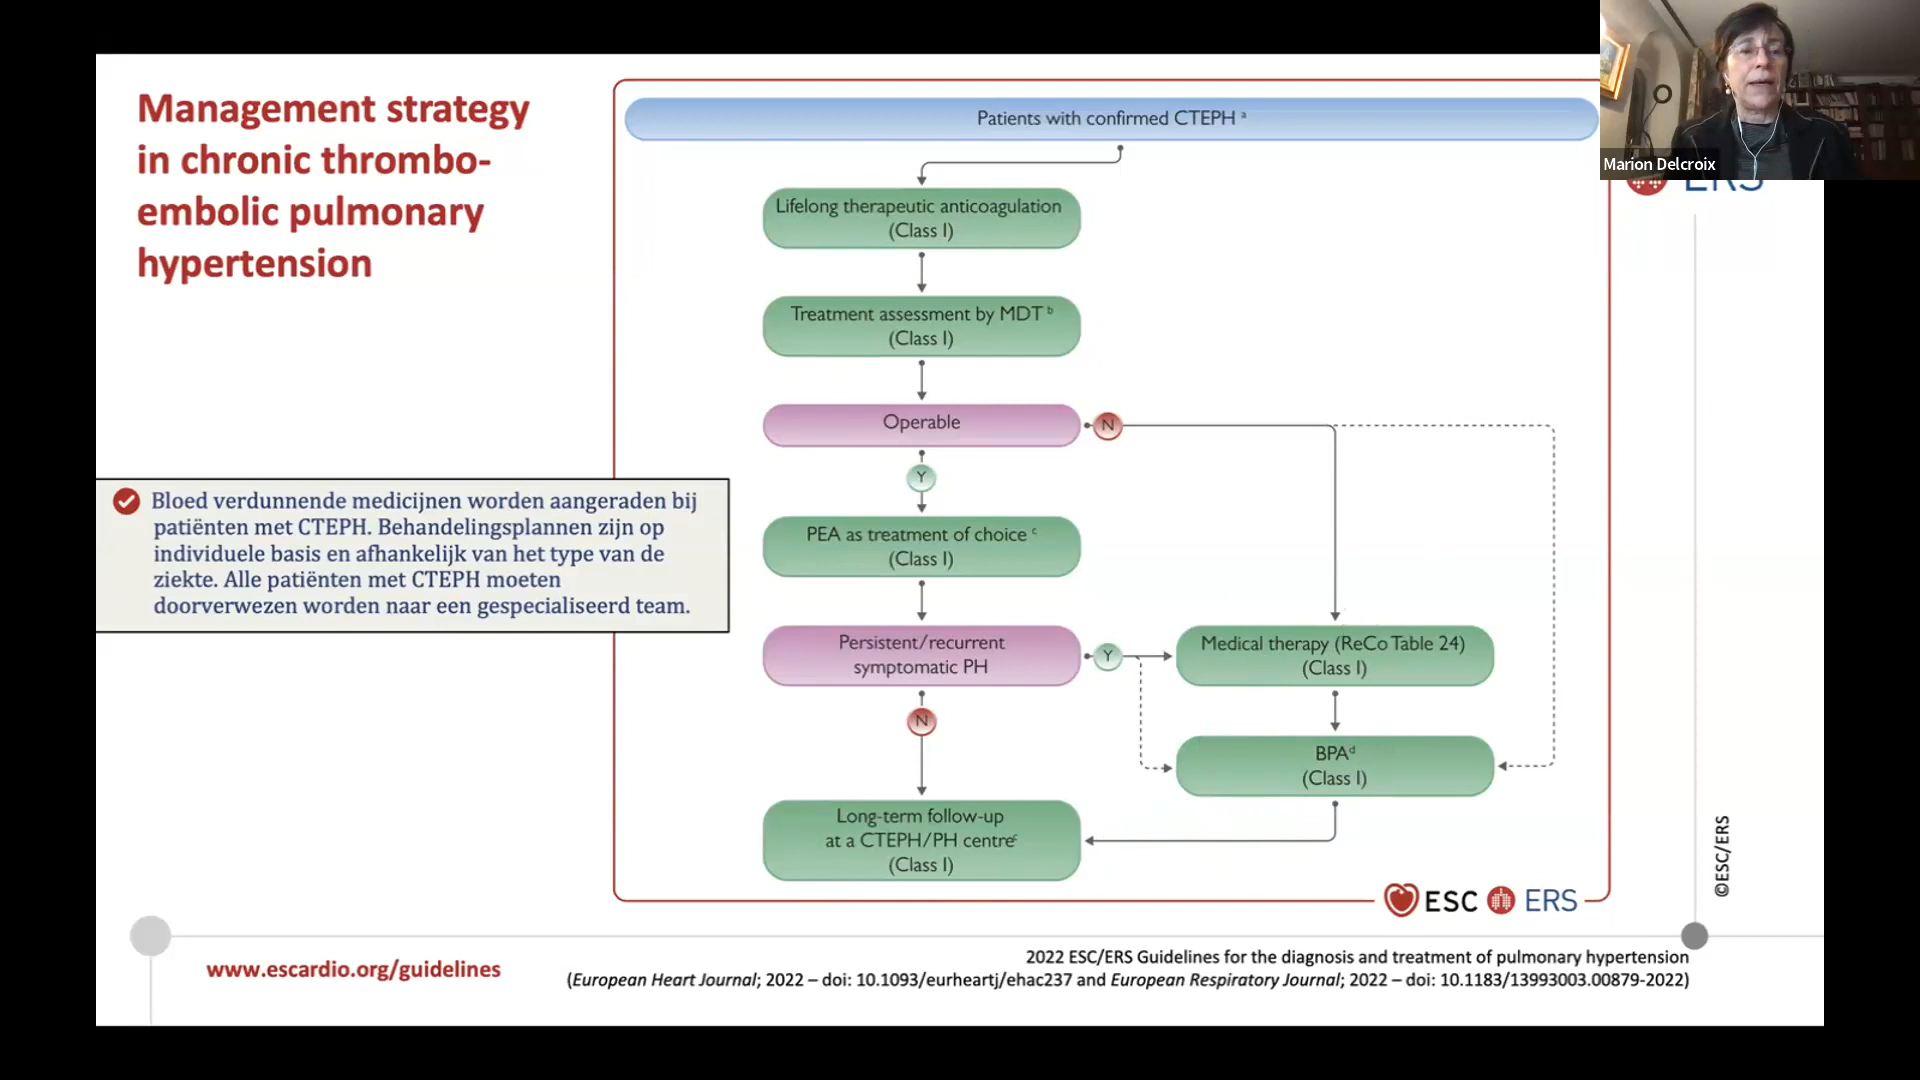 Management strategy
in chronic thrombo-
embolic pulmonary
hypertension
Patients with confirmed CTEPH a
Lifelong therapeutic anticoagulation
(Class I)
Treatment assessment by MDT b
(Class I)
Operable
N
Y
PEA as treatment of choice c
(Class I)
Persistent/recurrent
symptomatic PH
Y
N
Medical therapy (ReCo Table 24)
(Class I)
BPA d
(Class I)
Long-term follow-up
at a CTEPH/PH centre
(Class I)
Bloed verdunnende medicijnen worden aangeraden bij
patiënten met CTEPH. Behandelingsplannen zijn op
individuele basis en afhankelijk van het type van de
ziekte. Alle patiënten met CTEPH moeten
doorverwezen worden naar een gespecialiseerd team.
Marion Delcroix
ERS
ESC ERS
©ESC/ERS
www.escardio.org/guidelines
2022 ESC/ERS Guidelines for the diagnosis and treatment of pulmonary hypertension
(European Heart Journal; 2022 – doi: 10.1093/eurheartj/ehac237 and European Respiratory Journal; 2022 – doi: 10.1183/13993003.00879-2022)